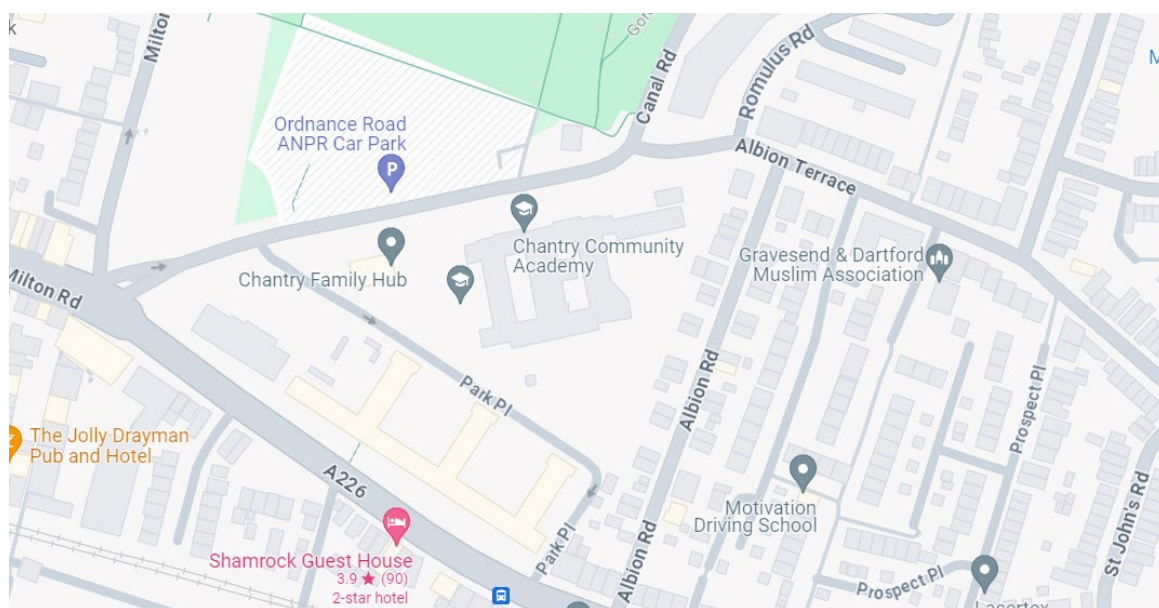 k
Milton
Gord
Canal Rd
Romulus Rd
M
Ordnance Road
ANPR Car Park
P
Albion Terrace
Chantry Community
Academy
Gravesend & Dartford
Muslim Association
Chantry Family Hub
Milton Rd
Park Pl
Albion Rd
Prospect Pl
The Jolly Drayman
Pub and Hotel
A226
Motivation
Driving School
St John's Rd
Shamrock Guest House
3.9 ★ (90)
2-star hotel
Park Pl
Albion Rd
Prospect Pl
Lasertex